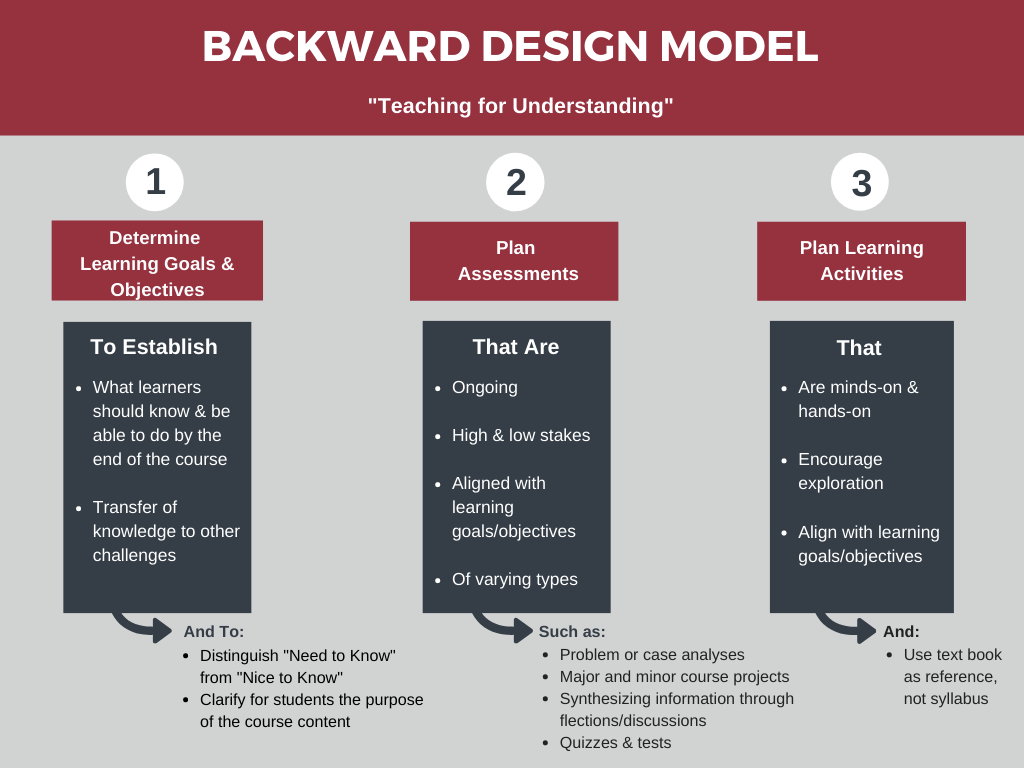 BACKWARD DESIGN MODEL
"Teaching for Understanding"
1
Determine
Learning Goals &
Objectives
To Establish
• What learners
should know & be
able to do by the
end of the course
• Transfer of
knowledge to other
challenges
And To:
• Distinguish "Need to Know"
from "Nice to Know"
• Clarify for students the purpose
of the course content
2
Plan
Assessments
That Are
• Ongoing
• High & low stakes
• Aligned with
learning
goals/objectives
• Of varying types
Such as:
• Problem or case analyses
• Major and minor course projects
• Synthesizing information through
flections/discussions
• Quizzes & tests
3
Plan Learning
Activities
That
• Are minds-on &
hands-on
• Encourage
exploration
• Align with learning
goals/objectives
And:
• Use text book
as reference,
not syllabus